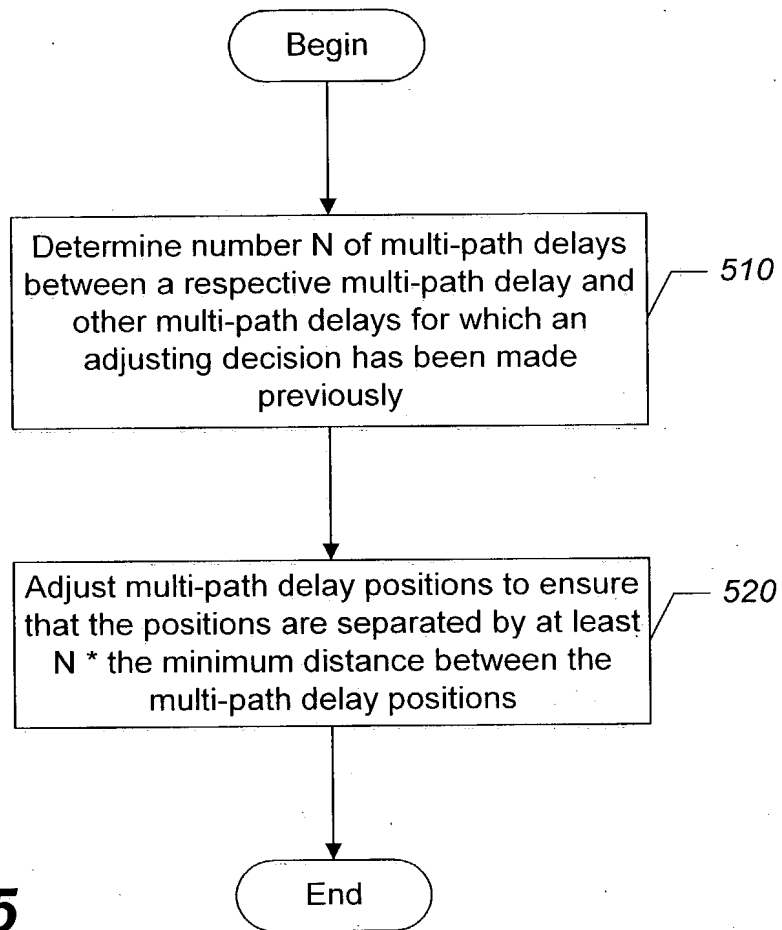 Begin
Determine number N of multi-path delays
between a respective multi-path delay and
other multi-path delays for which an
adjusting decision has been made
previously
510
Adjust multi-path delay positions to ensure
that the positions are separated by at least
N * the minimum distance between the
multi-path delay positions
520
End
5